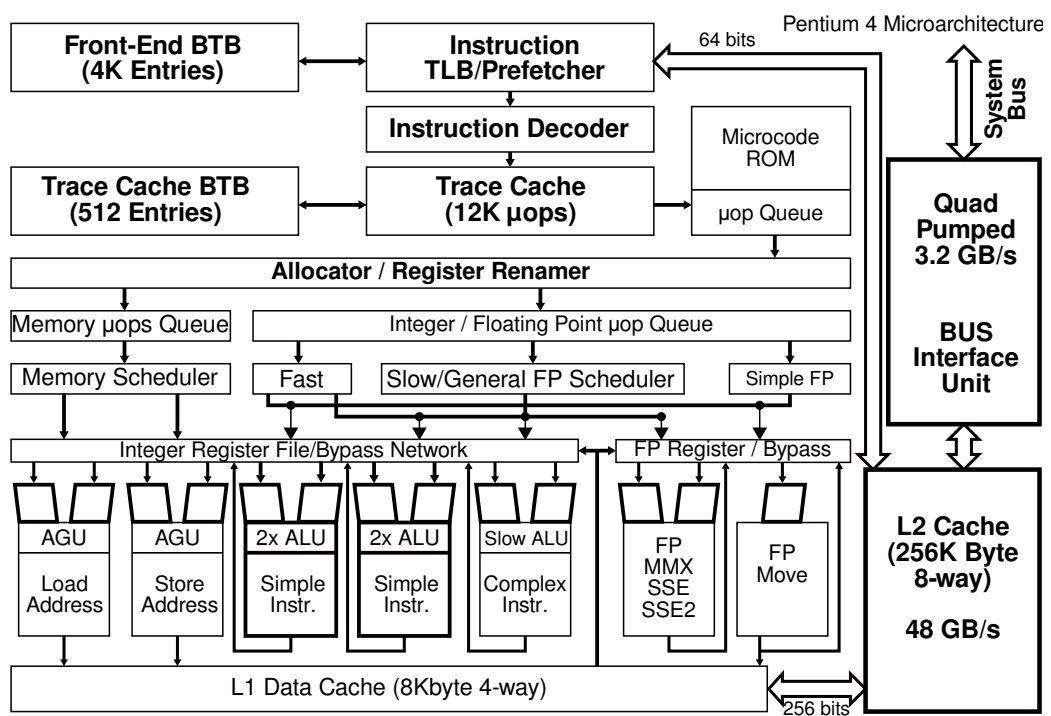 Pentium 4 Microarchitecture
Front-End BTB
(4K Entries)
Instruction
TLB/Prefetcher
64 bits
System
Bus
Instruction Decoder
Microcode
ROM
Trace Cache BTB
(512 Entries)
Trace Cache
(12K µops)
µop Queue
Quad
Pumped
3.2 GB/s
BUS
Interface
Unit
Allocator / Register Renamer
Memory µops Queue
Integer / Floating Point µop Queue
Memory Scheduler
Fast
Slow/General FP Scheduler
Simple FP
Integer Register File/Bypass Network
FP Register / Bypass
AGU
Load
Address
AGU
Store
Address
2x ALU
Simple
Instr.
2x ALU
Simple
Instr.
Slow ALU
Complex
Instr.
FP
MMX
SSE
SSE2
FP
Move
L2 Cache
(256K Byte
8-way)
48 GB/s
L1 Data Cache (8Kbyte 4-way)
256 bits